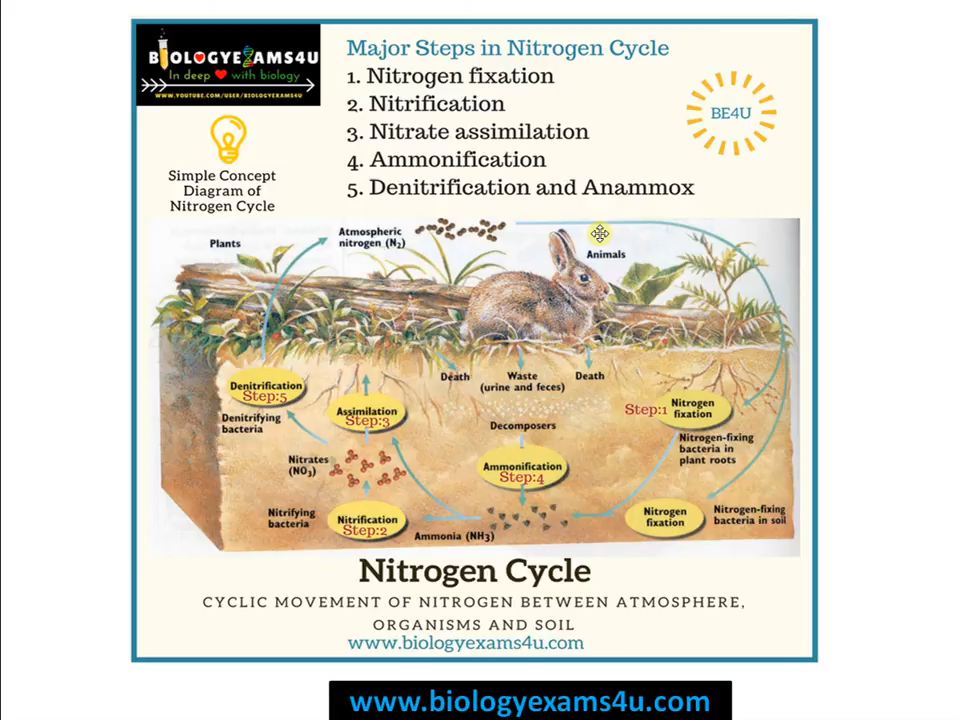 BIOLOGYEXAMS4U
In deep with biology
WWW.YOUTUBE.COM/USER/BIOLOGYEXAMS4U
Simple Concept
Diagram of
Nitrogen Cycle
Major Steps in Nitrogen Cycle
1. Nitrogen fixation
2. Nitrification
3. Nitrate assimilation
4. Ammonification
5. Denitrification and Anammox
BE4U
Plants
Atmospheric
nitrogen (N2)
Animals
Denitrification
Step:5
Denitrifying
bacteria
Assimilation
Step:3
Death
Waste
(urine and feces)
Death
Decomposers
Step:1
Nitrogen
fixation
Nitrogen-fixing
bacteria in
plant roots
Nitrates
(NO3)
Ammonification
Step:4
Nitrifying
bacteria
Nitrification
Step:2
Ammonia (NH3)
Nitrogen
fixation
Nitrogen-fixing
bacteria in soil
Nitrogen Cycle
CYCLIC MOVEMENT OF NITROGEN BETWEEN ATMOSPHERE,
ORGANISMS AND SOIL
www.biologyexams4u.com
www.biologyexams4u.com